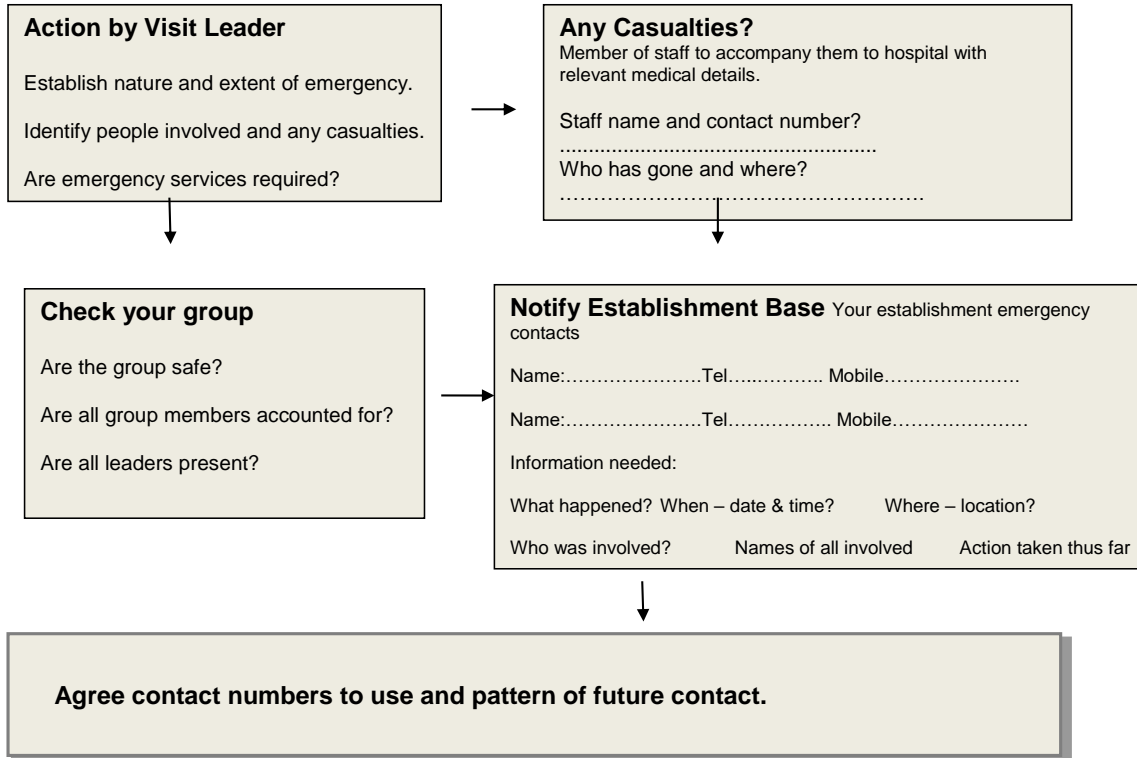 Action by Visit Leader
Establish nature and extent of emergency.
Identify people involved and any casualties.
Are emergency services required?
Any Casualties?
Member of staff to accompany them to hospital with
relevant medical details.
Staff name and contact number?
.......................................................
Who has gone and where?
……………………………………………………….
Check your group
Are the group safe?
Are all group members accounted for?
Are all leaders present?
Notify Establishment Base Your establishment emergency
contacts
Name:…………………..Tel…..……….. Mobile………………….
Name:…………………..Tel…………….. Mobile…………………
Information needed:
What happened? When – date & time? Where – location?
Who was involved? Names of all involved Action taken thus far
Agree contact numbers to use and pattern of future contact.